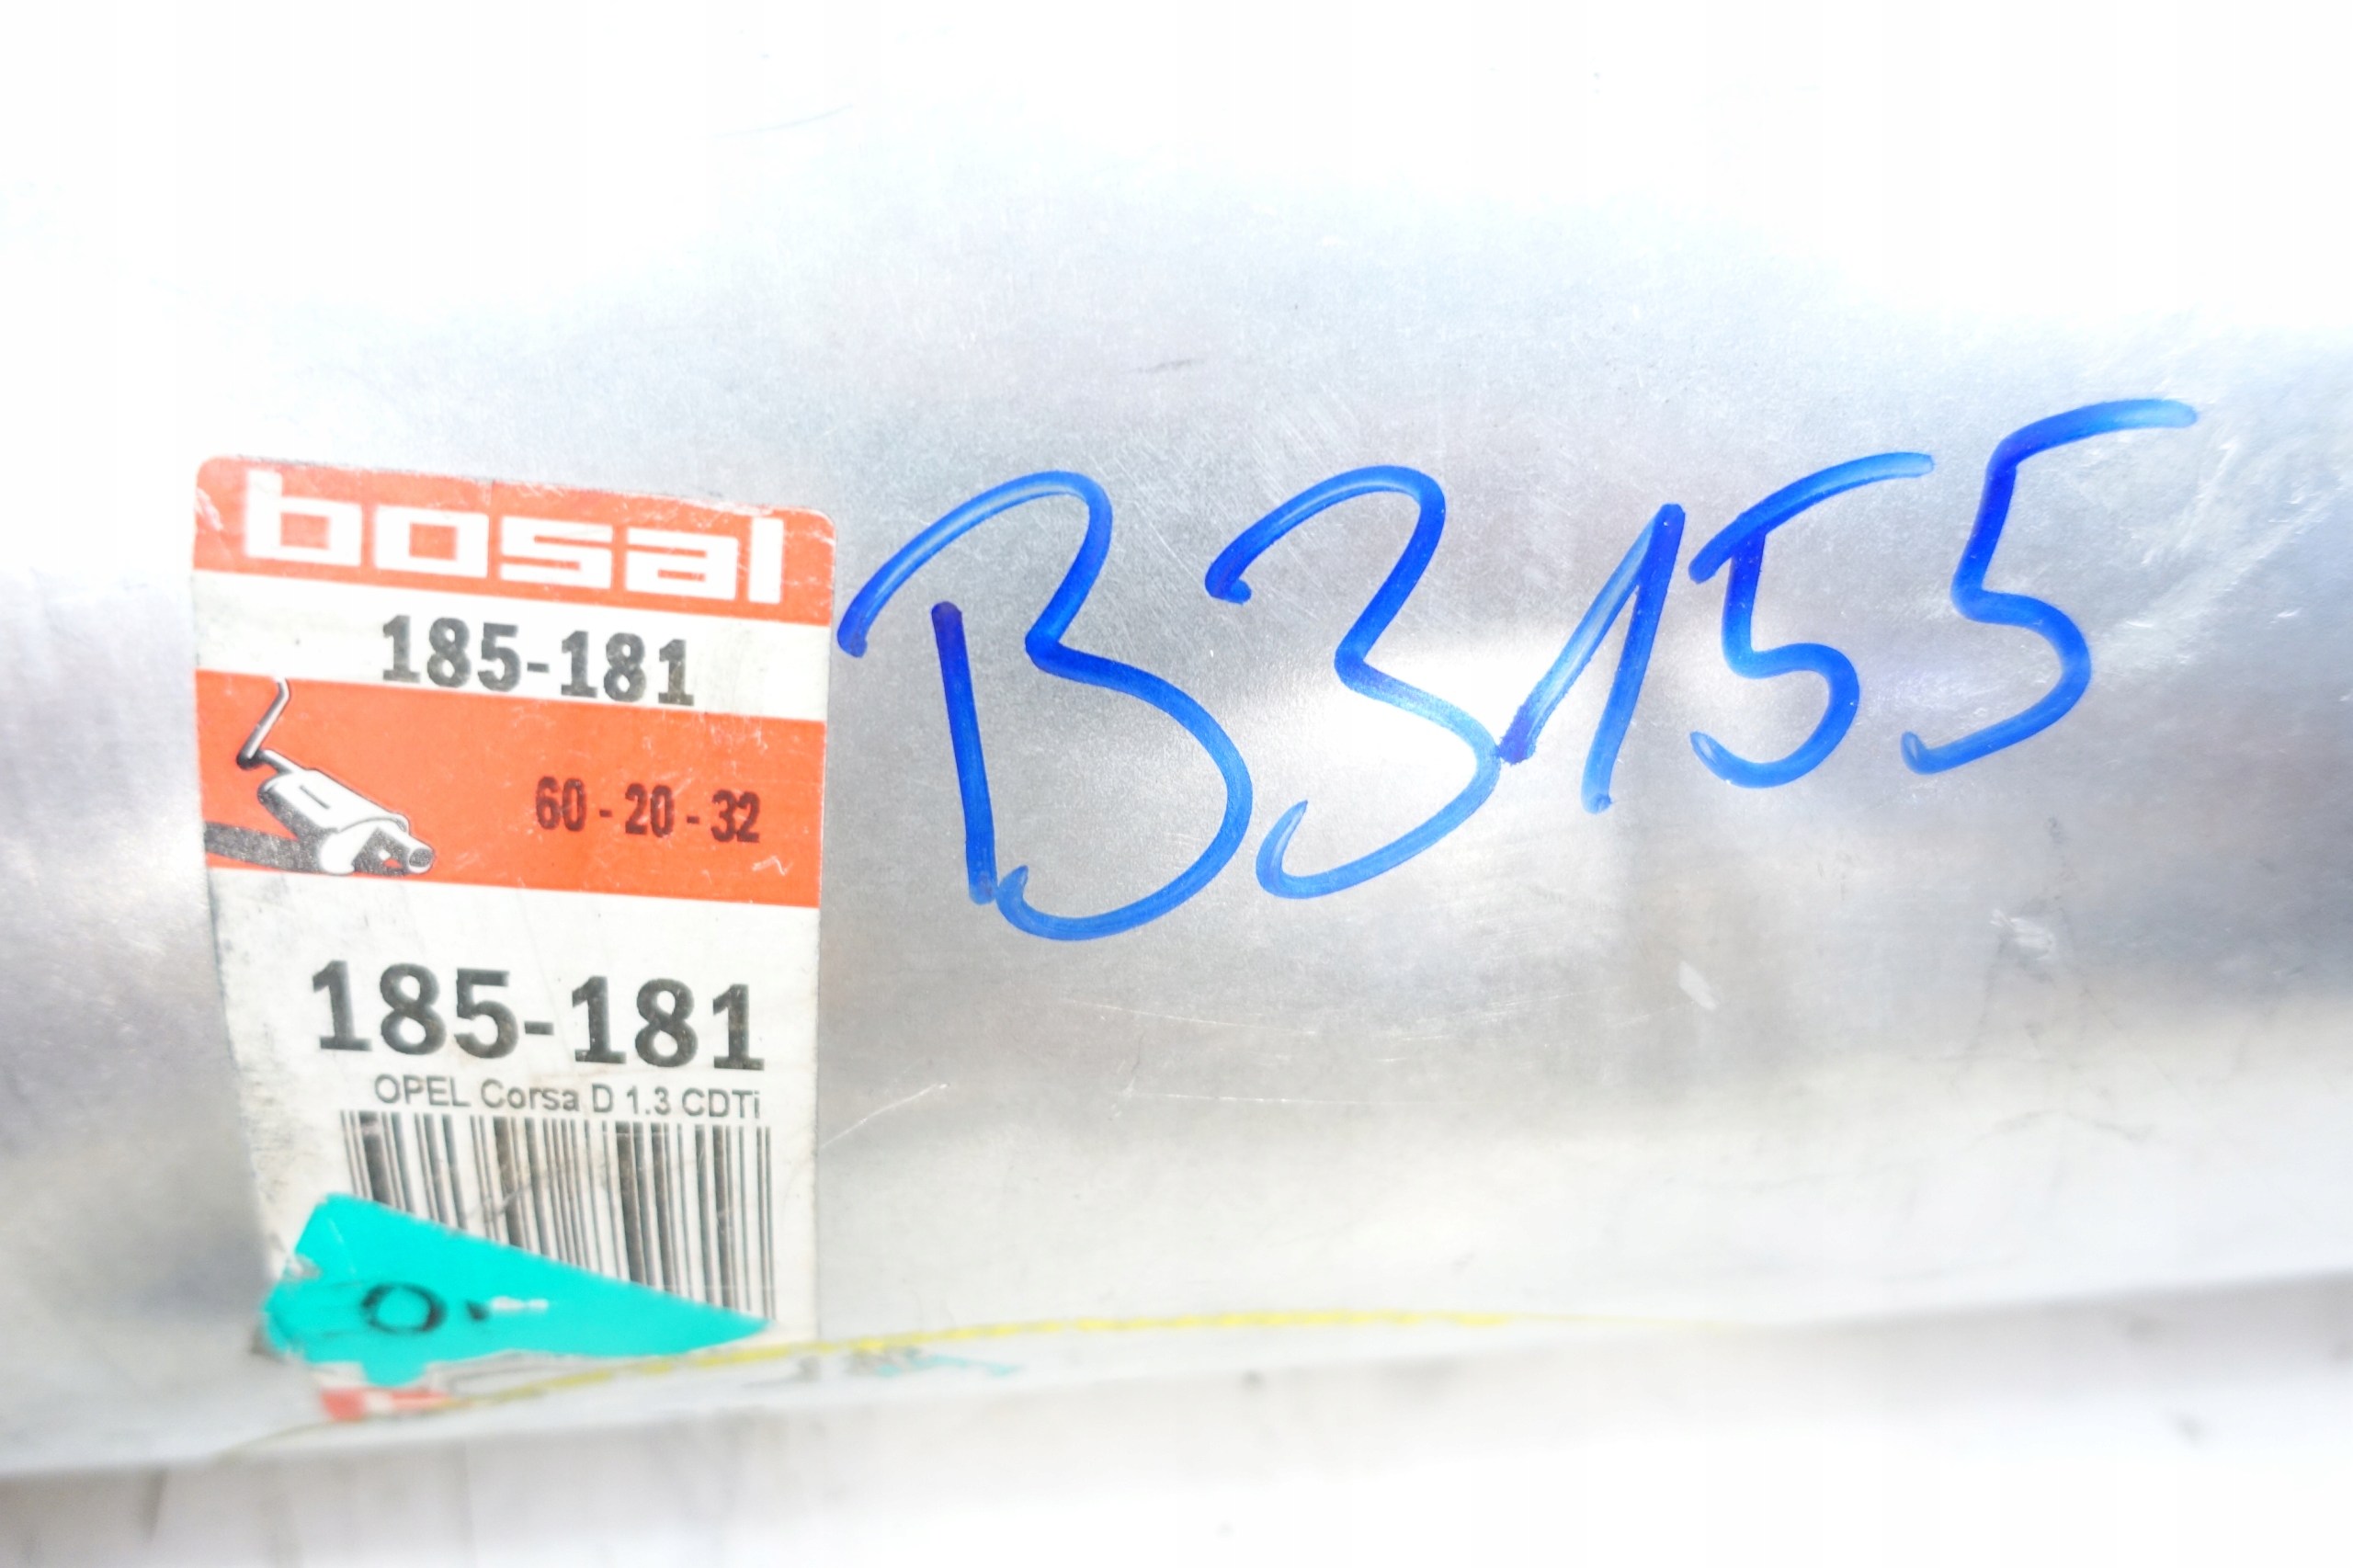 bosal
185-181
60 - 20 - 32
185-181
OPEL Corsa D 1.3 CDTi
B3155